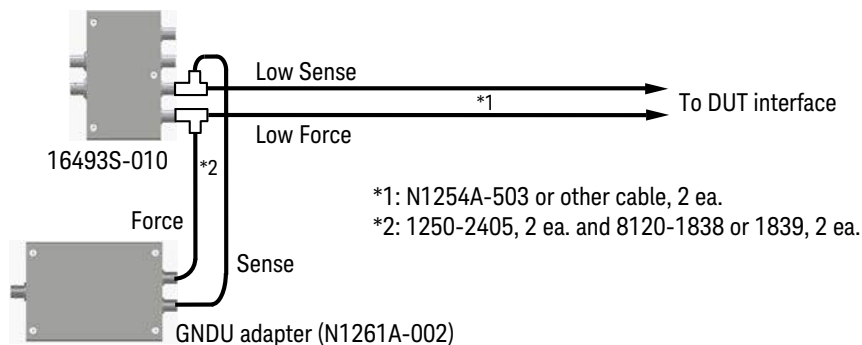 Low Sense
*1
To DUT interface
Low Force
16493S-010
*2
*1: N1254A-503 or other cable, 2 ea.
*2: 1250-2405, 2 ea. and 8120-1838 or 1839, 2 ea.
Force
Sense
GNDU adapter (N1261A-002)